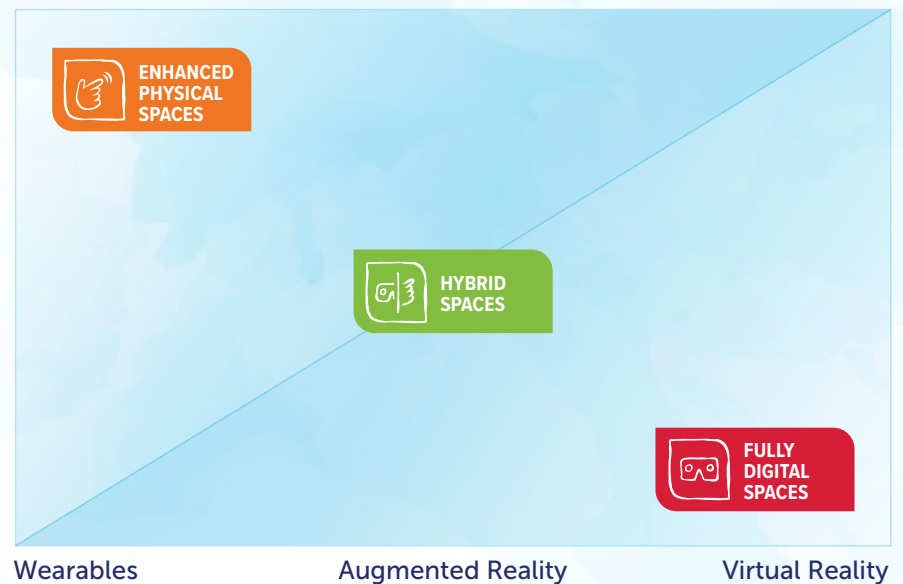 ENHANCED
PHYSICAL
SPACES
HYBRID
SPACES
FULLY
DIGITAL
SPACES
Wearables
Augmented Reality
Virtual Reality